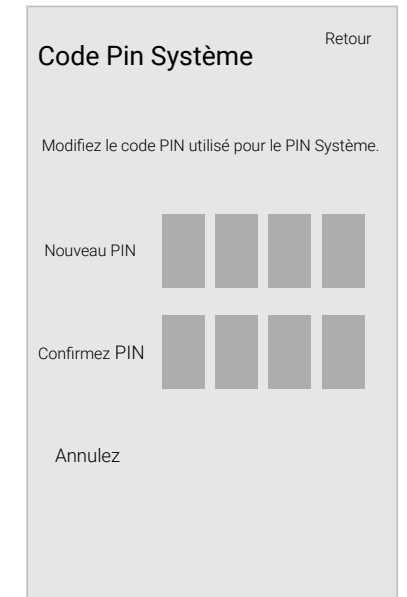 Code Pin Système
Retour
Modifiez le code PIN utilisé pour le PIN Système.
Nouveau PIN
Confirmez PIN
Annulez